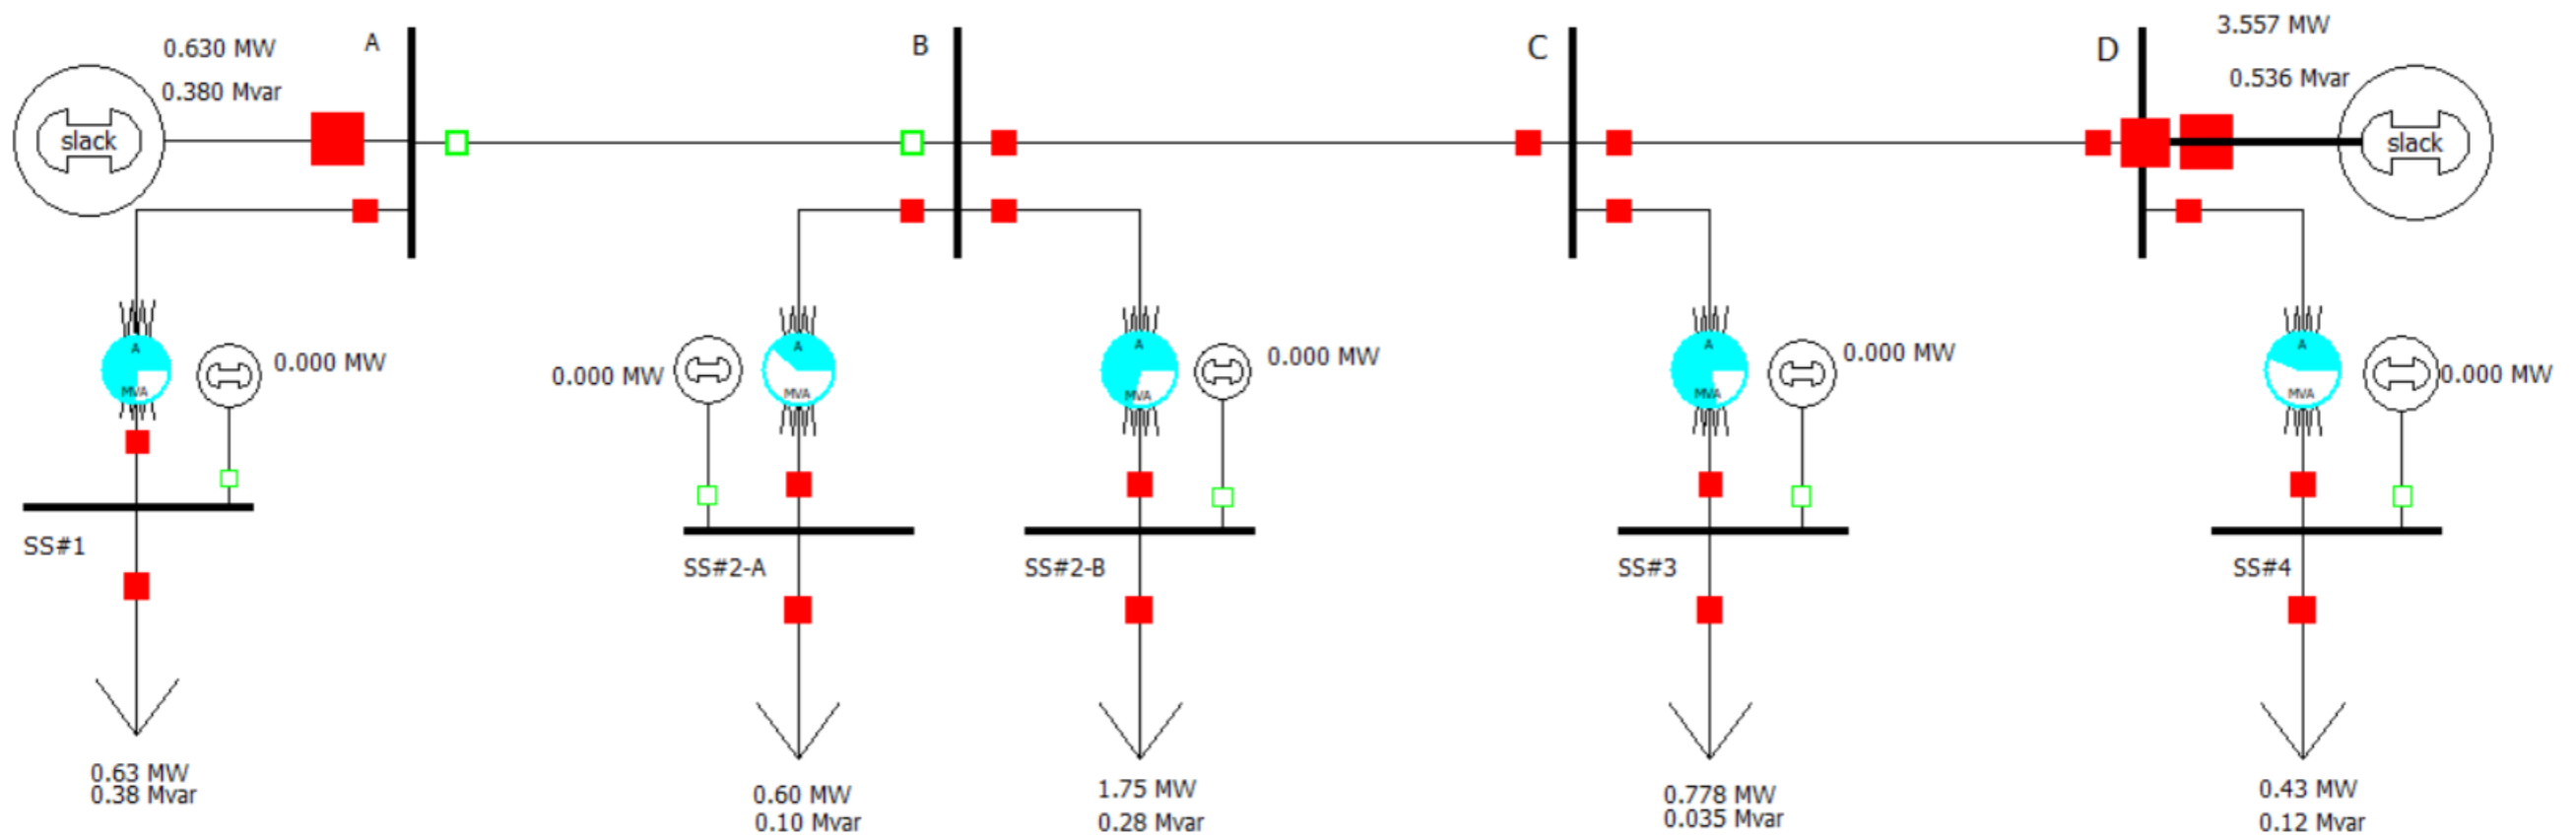 0.630 MW
0.380 Mvar
A
B
C
D
3.557 MW
0.536 Mvar
slack
slack
A
MVA
0.000 MW
0.000 MW
A
MVA
A
MVA
0.000 MW
A
MVA
0.000 MW
A
MVA
0.000 MW
SS#1
SS#2-A
SS#2-B
SS#3
SS#4
0.63 MW
0.38 Mvar
0.60 MW
0.10 Mvar
1.75 MW
0.28 Mvar
0.778 MW
0.035 Mvar
0.43 MW
0.12 Mvar